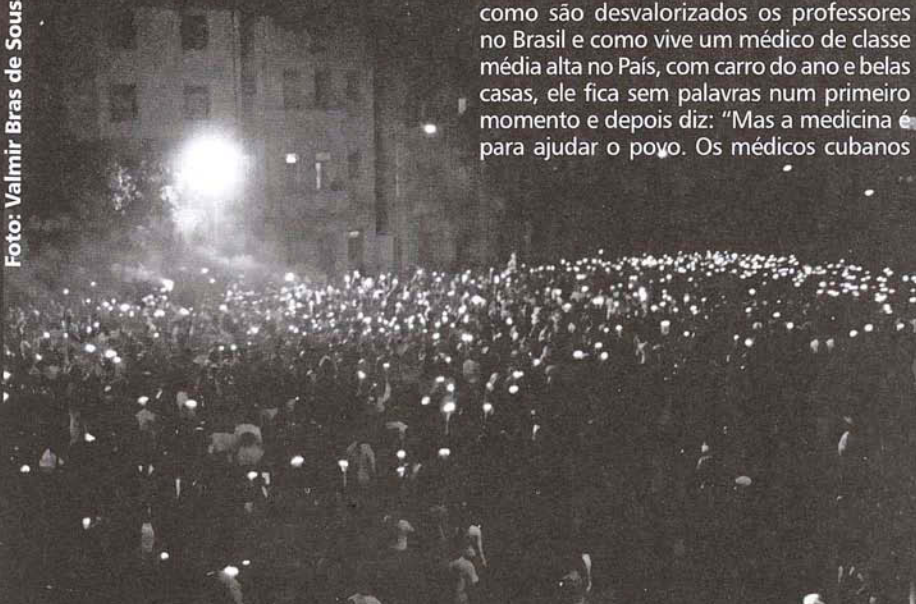 Foto: Valmir Bras de Sous
como são desvalorizados os professores
no Brasil e como vive um médico de classe
média alta no País, com carro do ano e belas
casas, ele fica sem palavras num primeiro
momento e depois diz: “Mas a medicina é
para ajudar o povo. Os médicos cubanos